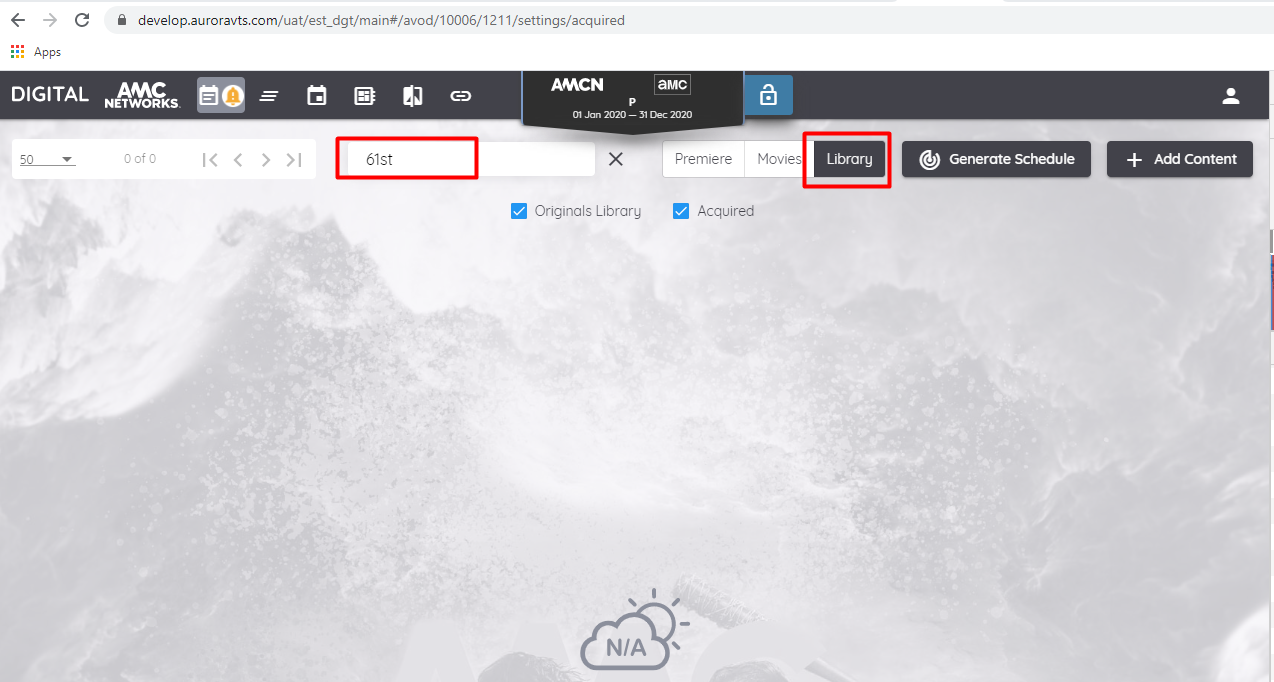 develop.auroravts.com/uat/est_dgt/main#/avod/10006/1211/settings/acquired
Apps
DIGITAL
AMC
NETWORKS.
AMCN
aMC
P
01 Jan 2020 — 31 Dec 2020
50
0 of 0
61st
Premiere
Movies
Library
Generate Schedule
Add Content
Originals Library
Acquired
N/A